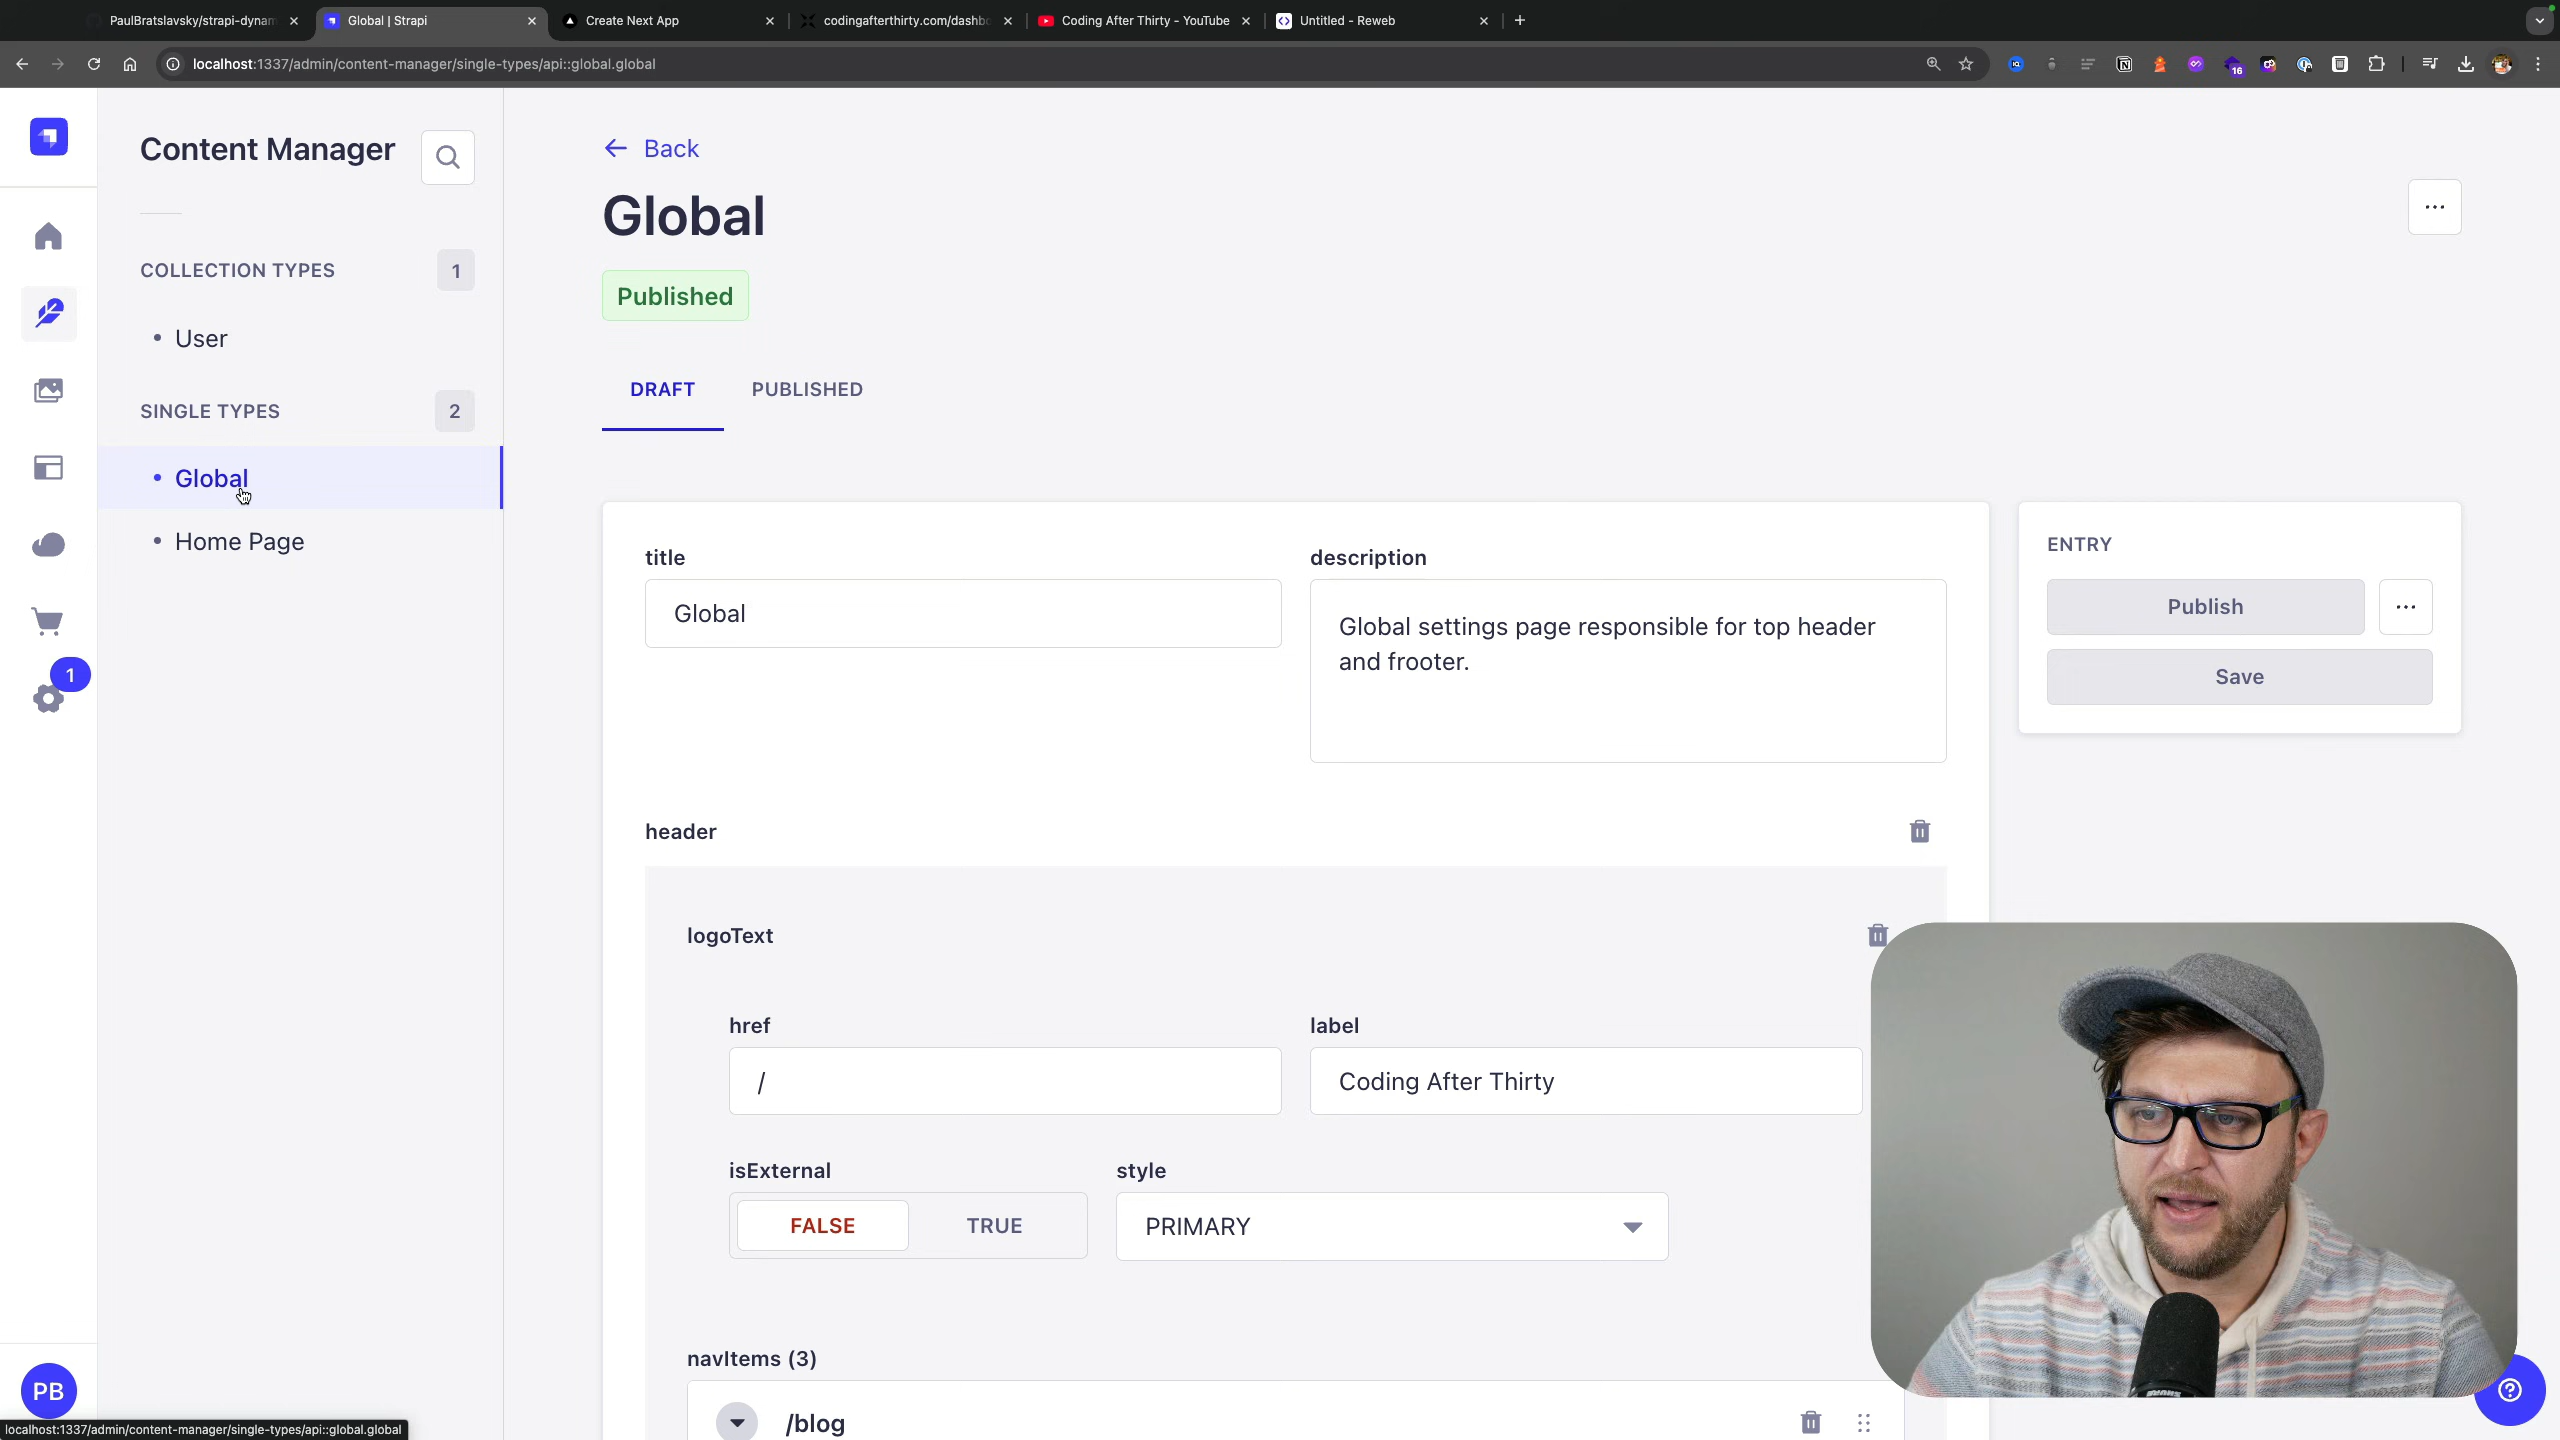 PaulBratslavsky/strapi-dynam
Global | Strapi
Create Next App
codingafterthirty.com/dashbo
Coding After Thirty - YouTube
Untitled - Reweb
localhost:1337/admin/content-manager/single-types/api::global.global
16
Content Manager
COLLECTION TYPES
1
User
SINGLE TYPES
2
Global
Home Page
1
PB
Back
Global
Published
DRAFT
PUBLISHED
title
Global
description
Global settings page responsible for top header
and frooter.
ENTRY
Publish
Save
header
logoText
href
/
label
Coding After Thirty
isExternal
FALSE
TRUE
style
PRIMARY
navItems (3)
/blog
localhost:1337/admin/content-manager/single-types/api::global.global